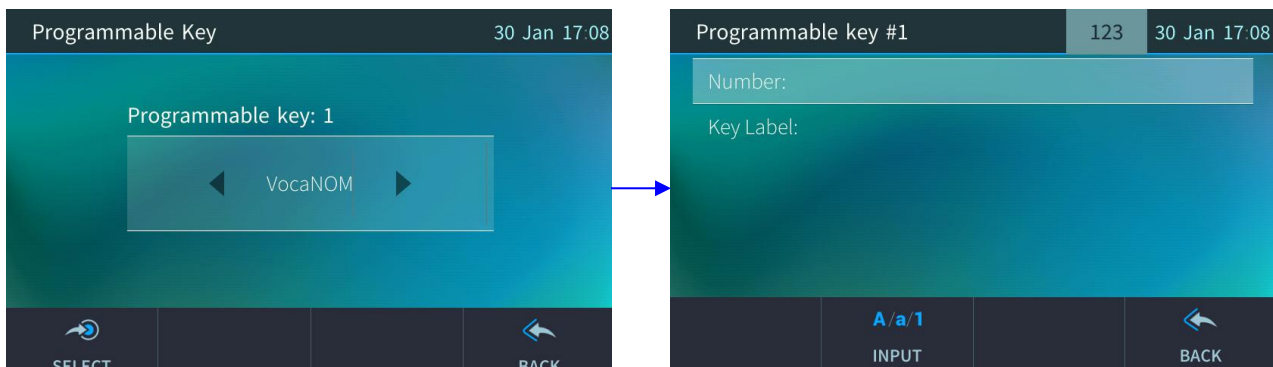 Programmable Key 30 Jan 17:08
Programmable key: 1
VocaNOM
SELECT BACK
Programmable key #1 123 30 Jan 17:08
Number:
Key Label:
A/a/1
INPUT BACK